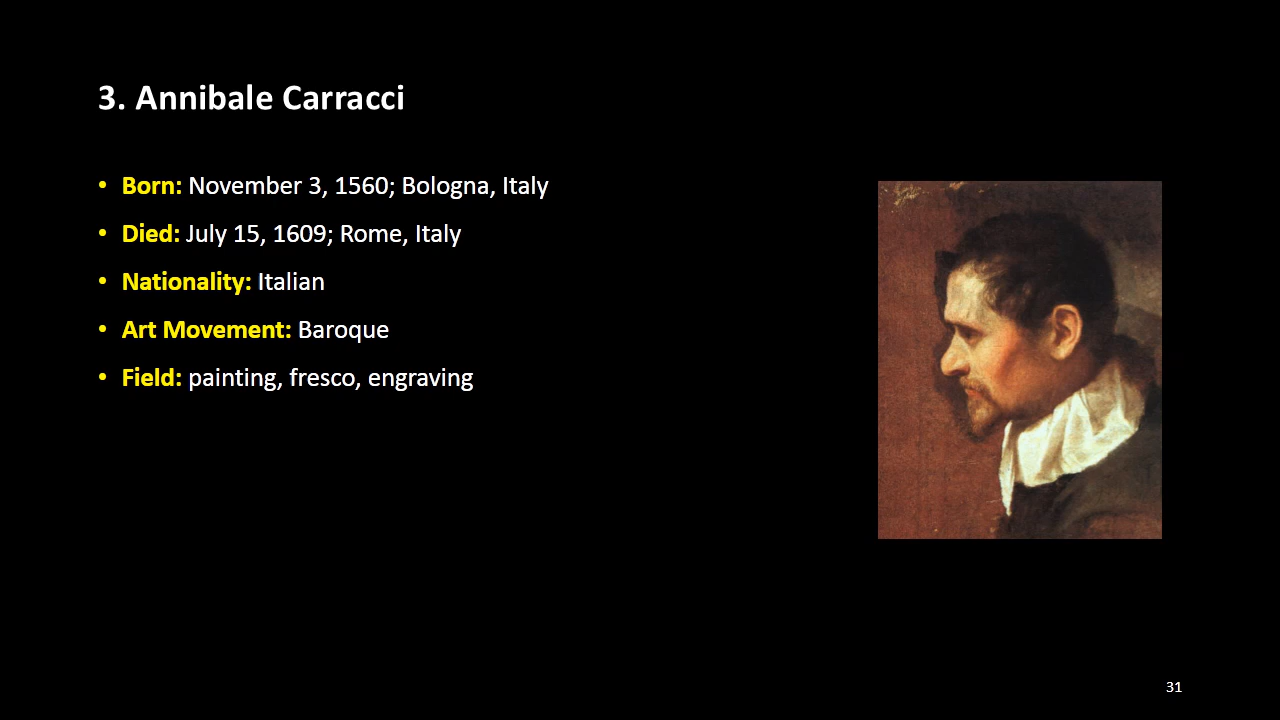 3. Annibale Carracci
• Born: November 3, 1560; Bologna, Italy
• Died: July 15, 1609; Rome, Italy
• Nationality: Italian
• Art Movement: Baroque
• Field: painting, fresco, engraving
31